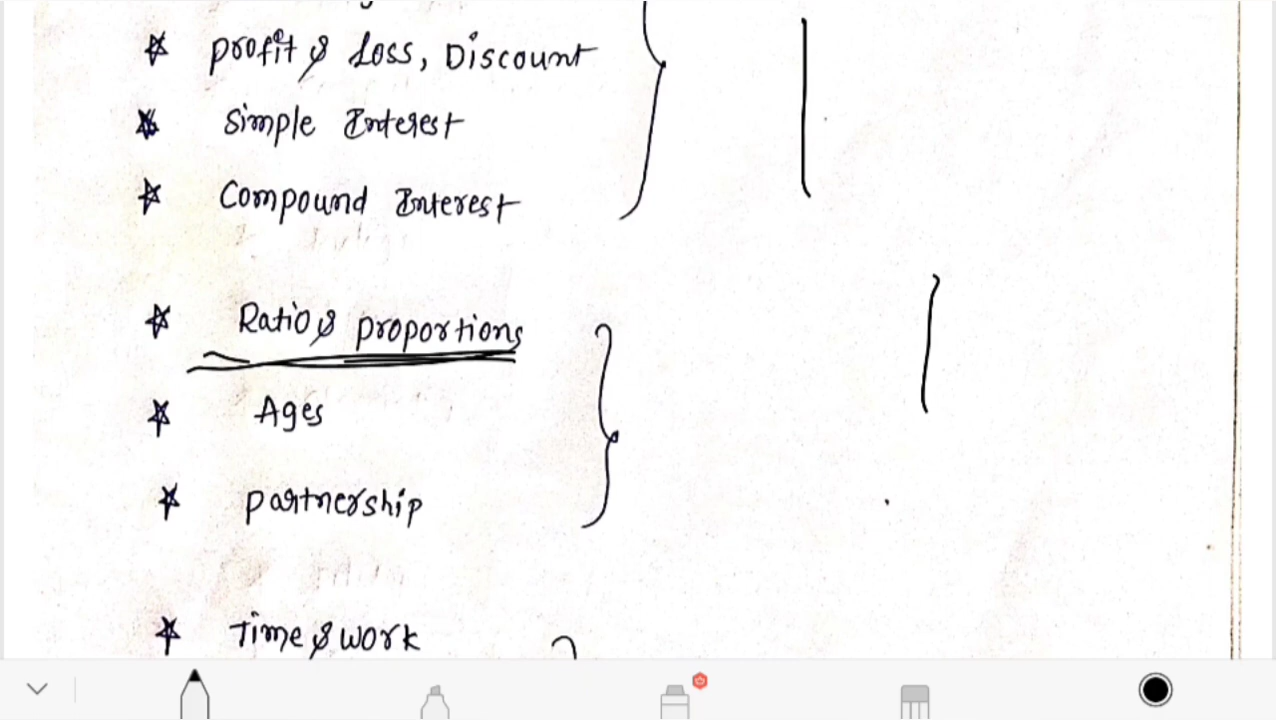 ☆ Profit & Loss, Discount
☆ Simple Interest
☆ Compound Interest
☆ Ratio & proportions
☆ Ages
☆ partnership
☆ Time & work